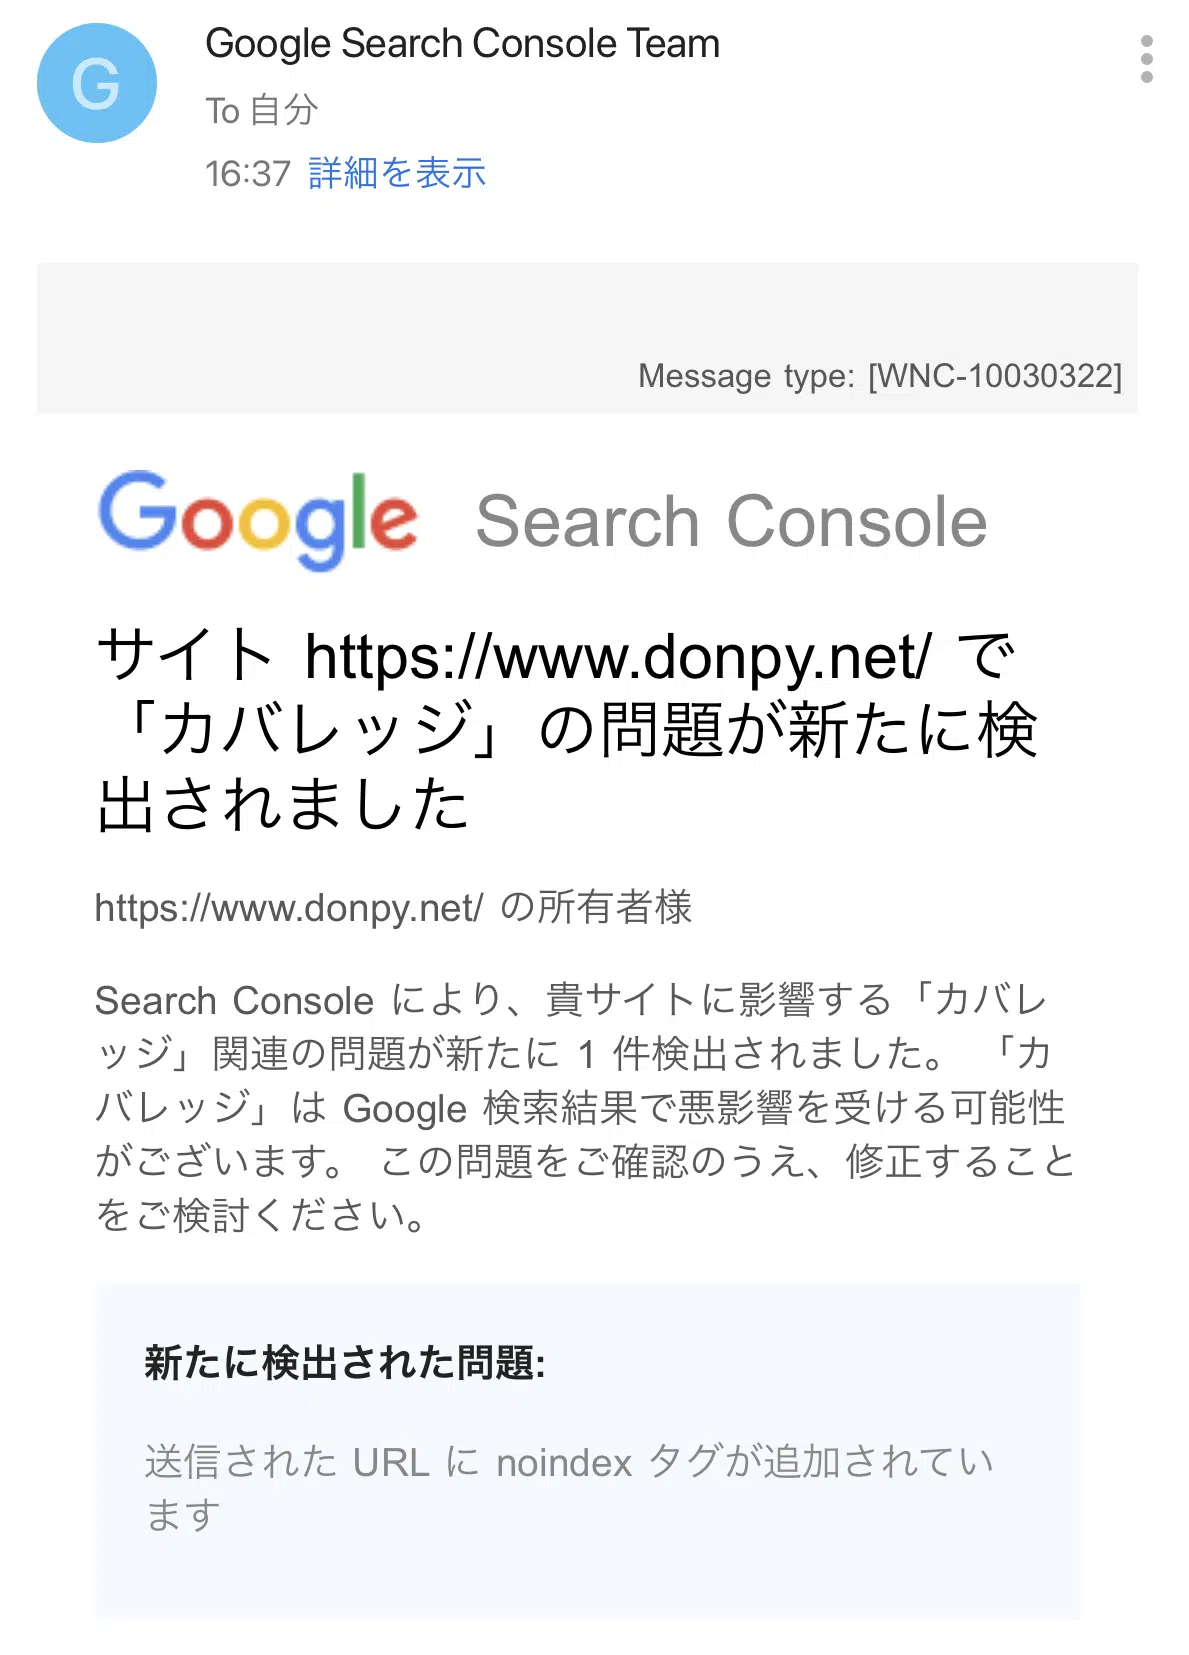 G
Google Search Console Team
To 自分
16:37 詳細を表示
Message type: [WNC-10030322]
Google Search Console
サイト https://www.donpy.net/ で
「カバレッジ」の問題が新たに検
出されました
https://www.donpy.net/ の所有者様
Search Console により、貴サイトに影響する「カバレ
ッジ」関連の問題が新たに 1 件検出されました。 「カ
バレッジ」は Google 検索結果で悪影響を受ける可能性
がございます。 この問題をご確認のうえ、修正すること
をご検討ください。
新たに検出された問題:
送信された URL に noindex タグが追加されてい
ます